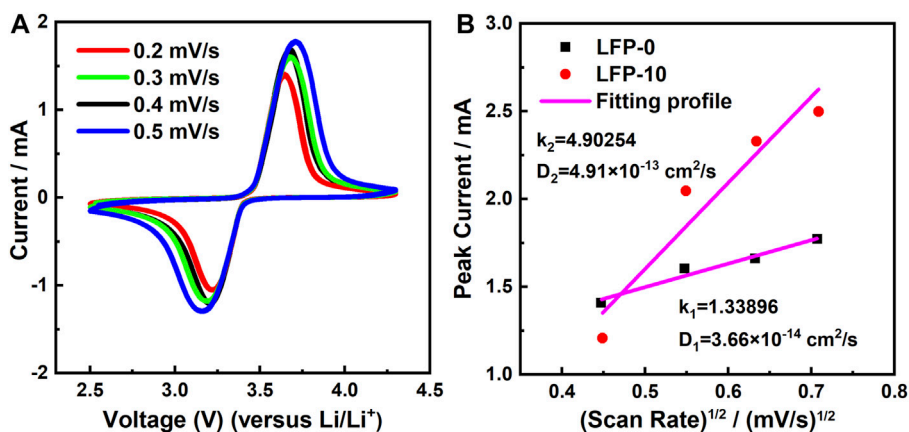 A
0.2 mV/s
0.3 mV/s
0.4 mV/s
0.5 mV/s
Current / mA
2
1
0
-1
-2
2.5 3.0 3.5 4.0 4.5
Voltage (V) (versus Li/Li⁺)
B
LFP-0
LFP-10
Fitting profile
k₂=4.90254
D₂=4.91×10⁻¹³ cm²/s
k₁=1.33896
D₁=3.66×10⁻¹⁴ cm²/s
Peak Current / mA
3.0
2.5
2.0
1.5
1.0
0.4 0.5 0.6 0.7 0.8
(Scan Rate)¹/² / (mV/s)¹/²